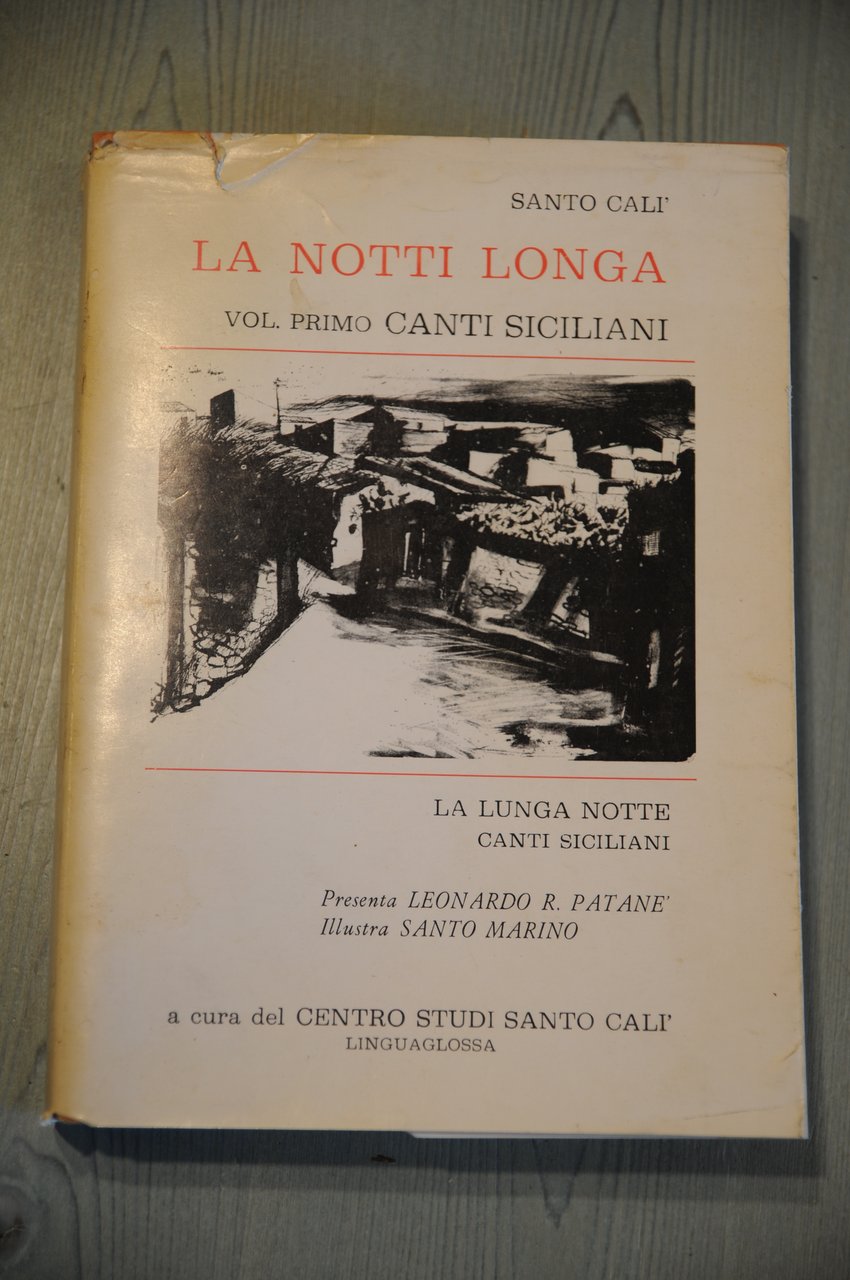 SANTO CALI'
LA NOTTI LONGA
VOL. PRIMO CANTI SICILIANI
LA LUNGA NOTTE
CANTI SICILIANI
Presenta LEONARDO R. PATANE'
Illustra SANTO MARINO
a cura del CENTRO STUDI SANTO CALI'
LINGUAGLOSSA